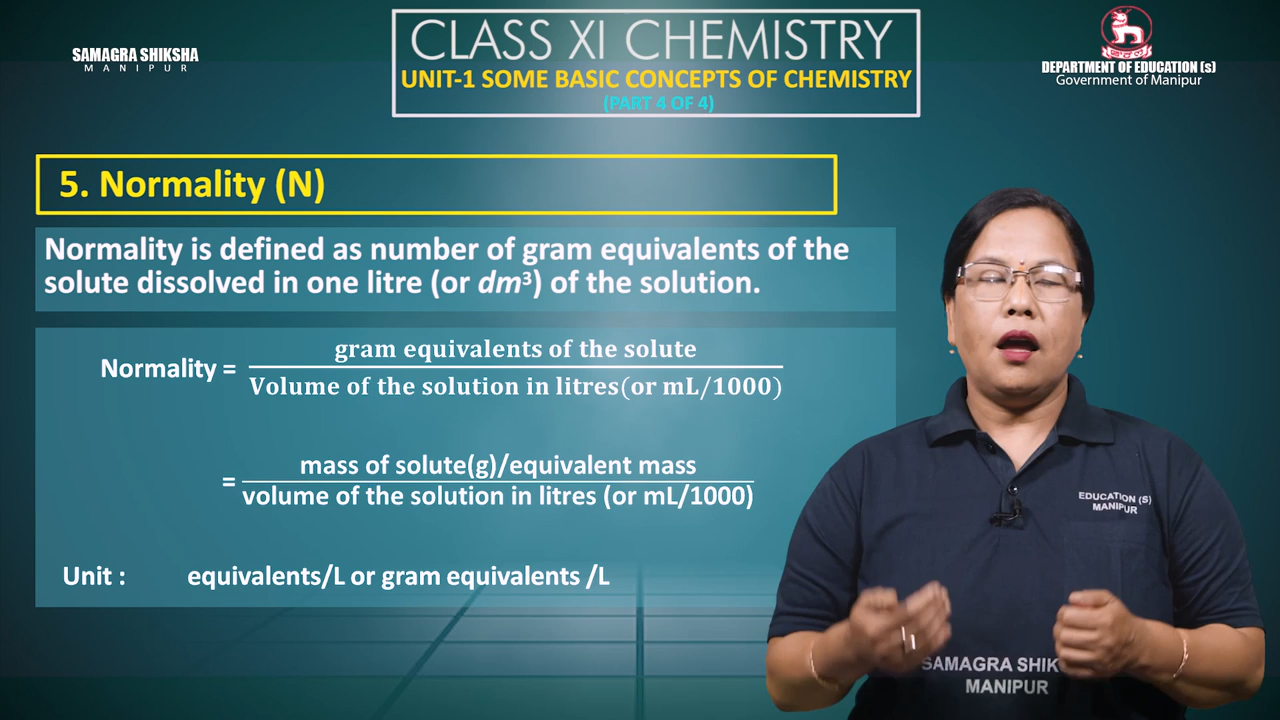 CLASS XI CHEMISTRY
SAMAGRA SHIKSHA
MANIPUR
UNIT-1 SOME BASIC CONCEPTS OF CHEMISTRY
(PART 4 OF 4)
DEPARTMENT OF EDUCATION (s)
Government of Manipur
5. Normality (N)
Normality is defined as number of gram equivalents of the
solute dissolved in one litre (or dm³) of the solution.
Normality = gram equivalents of the solute
Volume of the solution in litres(or mL/1000)
= mass of solute(g)/equivalent mass
volume of the solution in litres (or mL/1000)
Unit : equivalents/L or gram equivalents /L
EDUCATION (S)
MANIPUR
SAMAGRA SHIK
MANIPUR